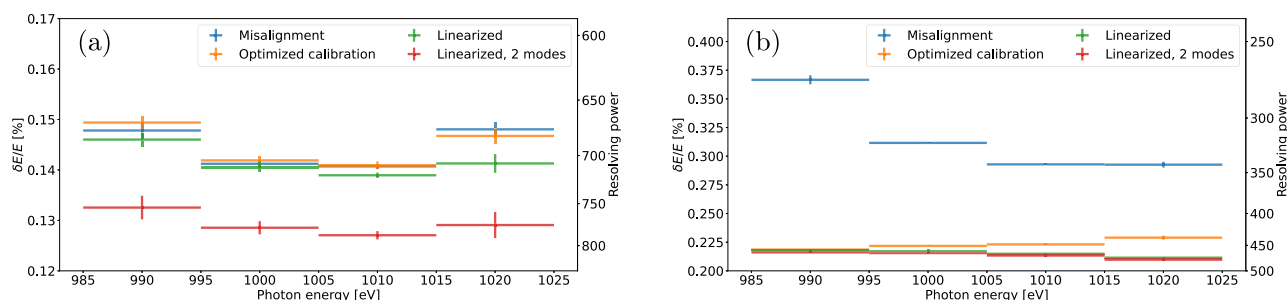 (a)
Misalignment
Optimized calibration
Linearized
Linearized, 2 modes
δE/E [%]
0.17
0.16
0.15
0.14
0.13
0.12
985 990 995 1000 1005 1010 1015 1020 1025
Photon energy [eV]
600
650
700
750
800
Resolving power
(b)
Misalignment
Optimized calibration
Linearized
Linearized, 2 modes
δE/E [%]
0.400
0.375
0.350
0.325
0.300
0.275
0.250
0.225
0.200
985 990 995 1000 1005 1010 1015 1020 1025
Photon energy [eV]
250
300
350
400
450
500
Resolving power